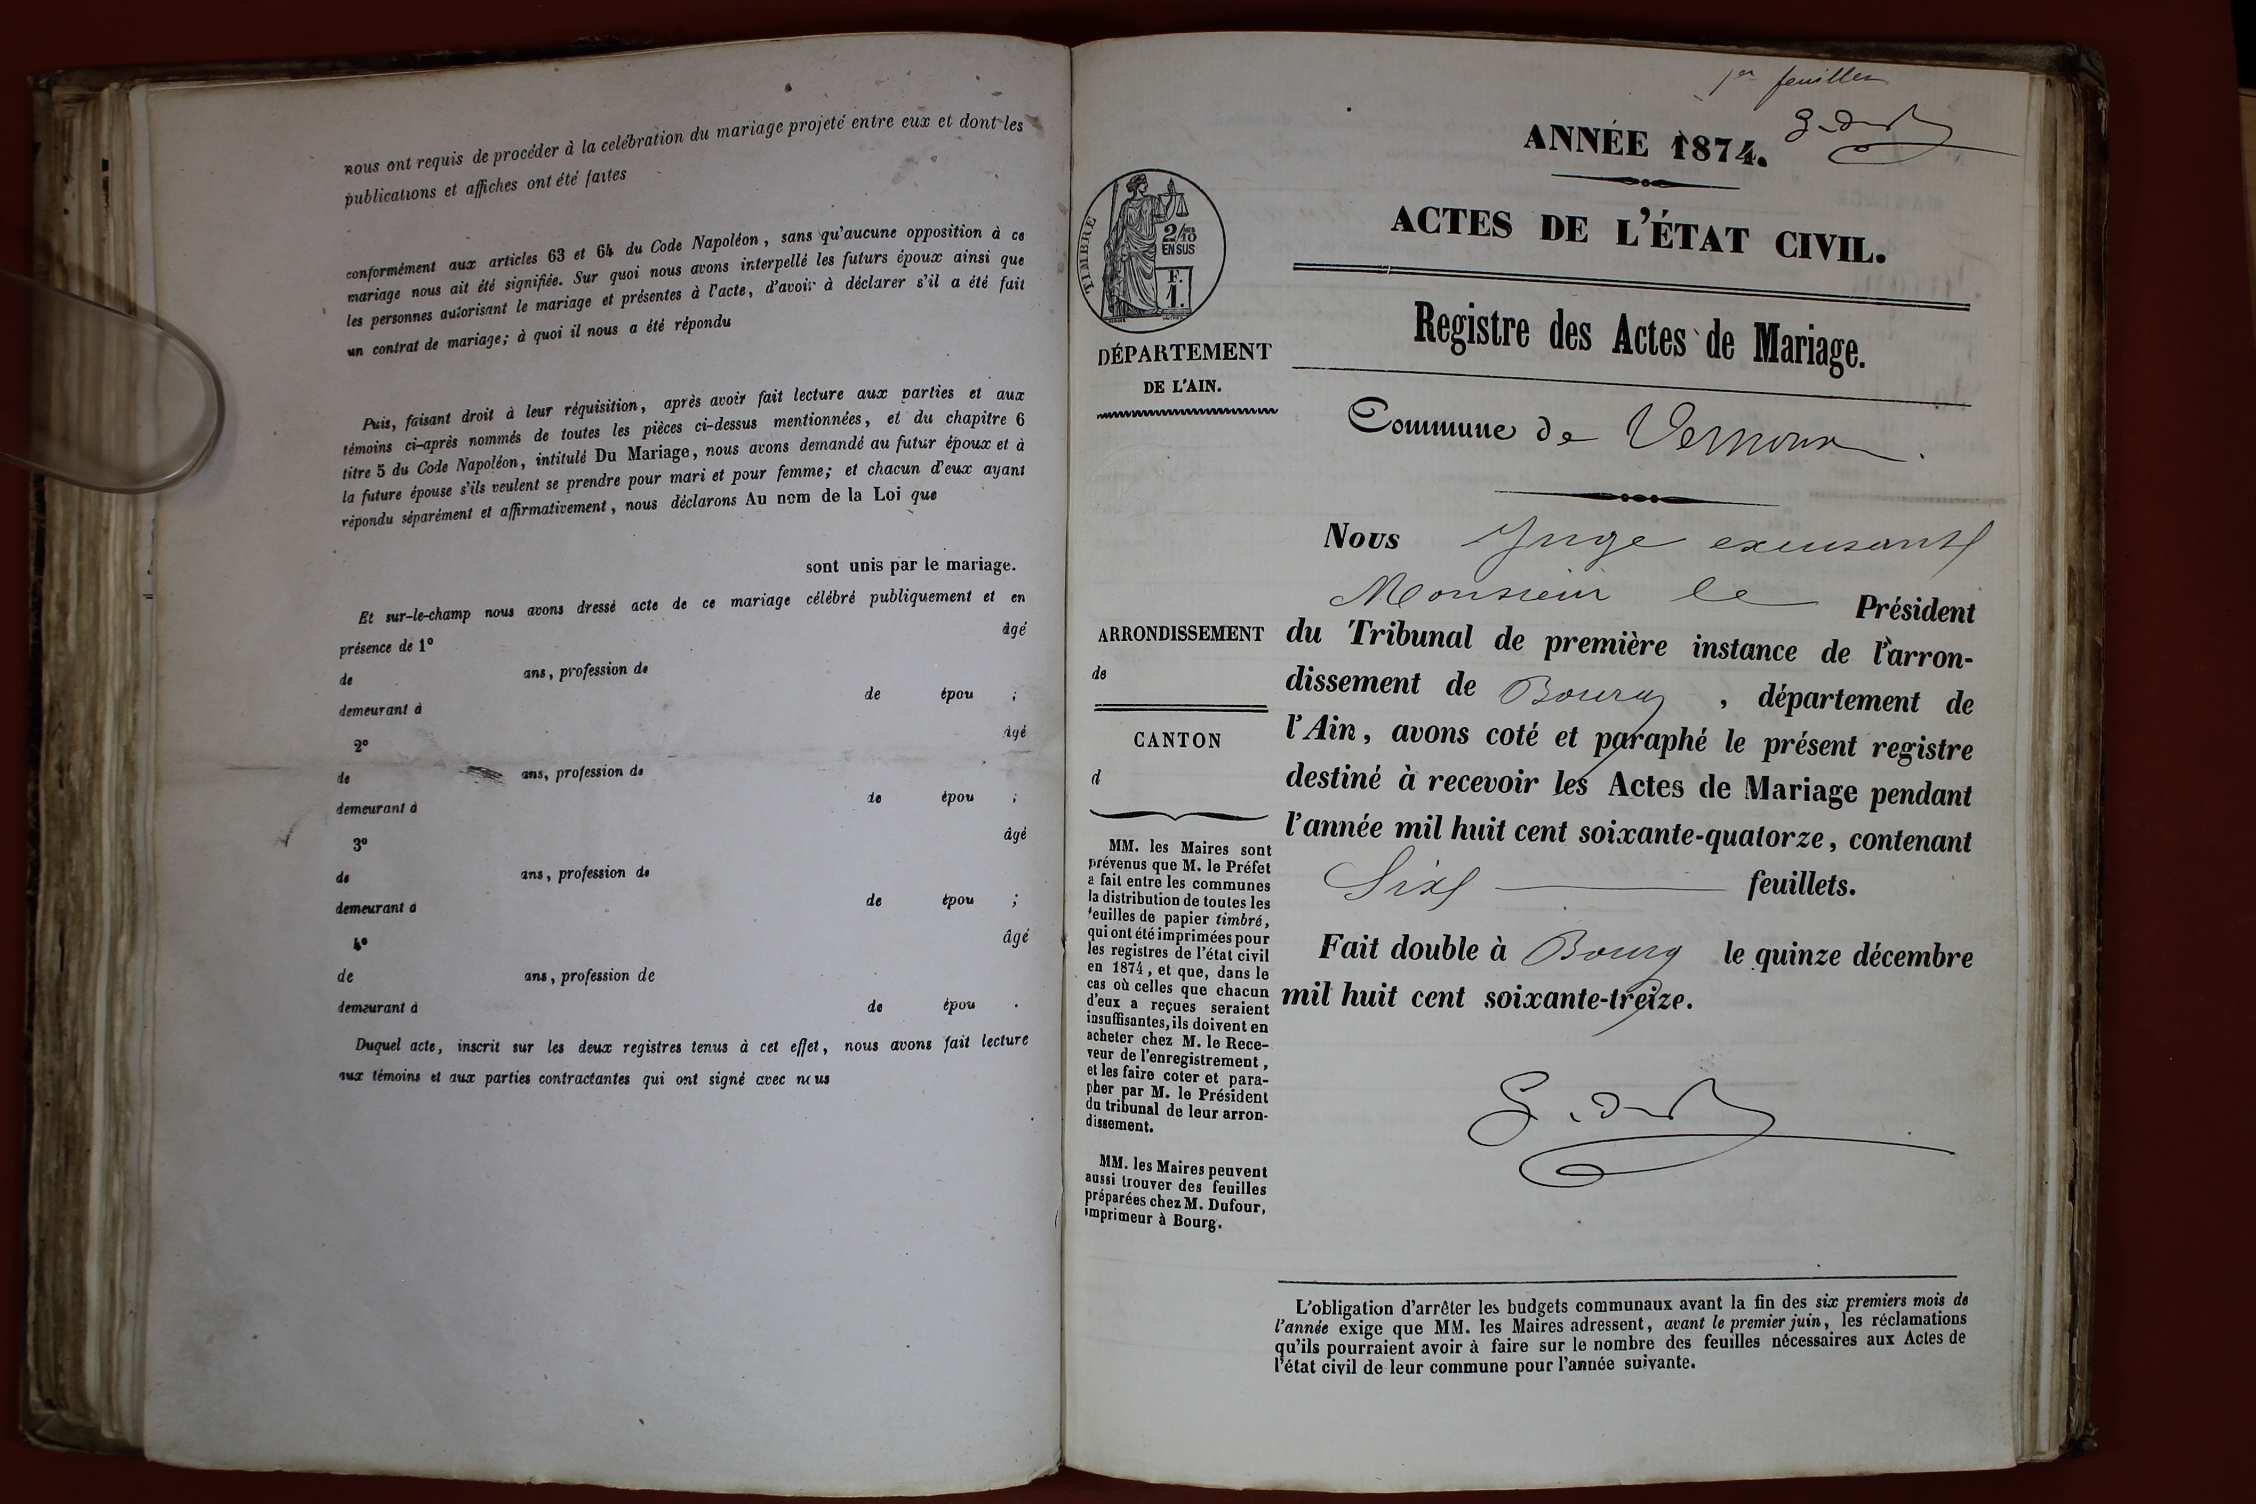 nous ont requis de procéder à la celébration du mariage projeté entre eux et dont les
publications et affiches ont été faites
conformément aux articles 63 et 64 du Code Napoléon, sans qu'aucune opposition à ce
mariage nous ait été signifiée. Sur quoi nous avons interpellé les futurs époux ainsi que
les personnes autorisant le mariage et présentes à l'acte, d'avoir à déclarer s'il a été fait
un contrat de mariage; à quoi il nous a été répondu
Puis, faisant droit à leur réquisition, après avoir fait lecture aux parties et aux
témoins ci-après nommés de toutes les pièces ci-dessus mentionnées, et du chapitre 6
titre 5 du Code Napoléon, intitulé Du Mariage, nous avons demandé au futur époux et à
la future épouse s'ils veulent se prendre pour mari et pour femme; et chacun d'eux ayant
répondu séparément et affirmativement, nous déclarons Au nom de la Loi que
sont unis par le mariage.
Et sur-le-champ nous avons dressé acte de ce mariage célébré publiquement et en
présence de 1º âgé
de ans, profession de
demeurant à de épou ;
2º âgé
de ans, profession de
demeurant à de épou ;
3º âgé
de ans, profession de
demeurant à de épou ;
4º âgé
de ans, profession de
demeurant à de épou .
Duquel acte, inscrit sur les deux registres tenus à cet effet, nous avons fait lecture
aux témoins et aux parties contractantes qui ont signé avec nous
1er feuillet
ANNÉE 1874.
ACTES DE L'ÉTAT CIVIL.
TIMBRE
2/10
EN SUS
F.
1.
Registre des Actes de Mariage.
DÉPARTEMENT
DE L'AIN.
Commune de Vernoux.
Nous Juge excusant
Monsieur le Président
du Tribunal de première instance de l'arron-
dissement de Bourg, département de
l'Ain, avons coté et paraphé le présent registre
destiné à recevoir les Actes de Mariage pendant
l'année mil huit cent soixante-quatorze, contenant
Six feuillets.
Fait double à Bourg le quinze décembre
mil huit cent soixante-treize.
ARRONDISSEMENT
de
CANTON
d
MM. les Maires sont
prévenus que M. le Préfet
a fait entre les communes
la distribution de toutes les
feuilles de papier timbré,
qui ont été imprimées pour
les registres de l'état civil
en 1874, et que, dans le
cas où celles que chacun
d'eux a reçues seraient
insuffisantes, ils doivent en
acheter chez M. le Rece-
veur de l'enregistrement,
et les faire coter et para-
pher par M. le Président
du tribunal de leur arron-
dissement.
MM. les Maires peuvent
aussi trouver des feuilles
préparées chez M. Dufour,
imprimeur à Bourg.
L'obligation d'arrêter les budgets communaux avant la fin des six premiers mois de
l'année exige que MM. les Maires adressent, avant le premier juin, les réclamations
qu'ils pourraient avoir à faire sur le nombre des feuilles nécessaires aux Actes de
l'état civil de leur commune pour l'année suivante.